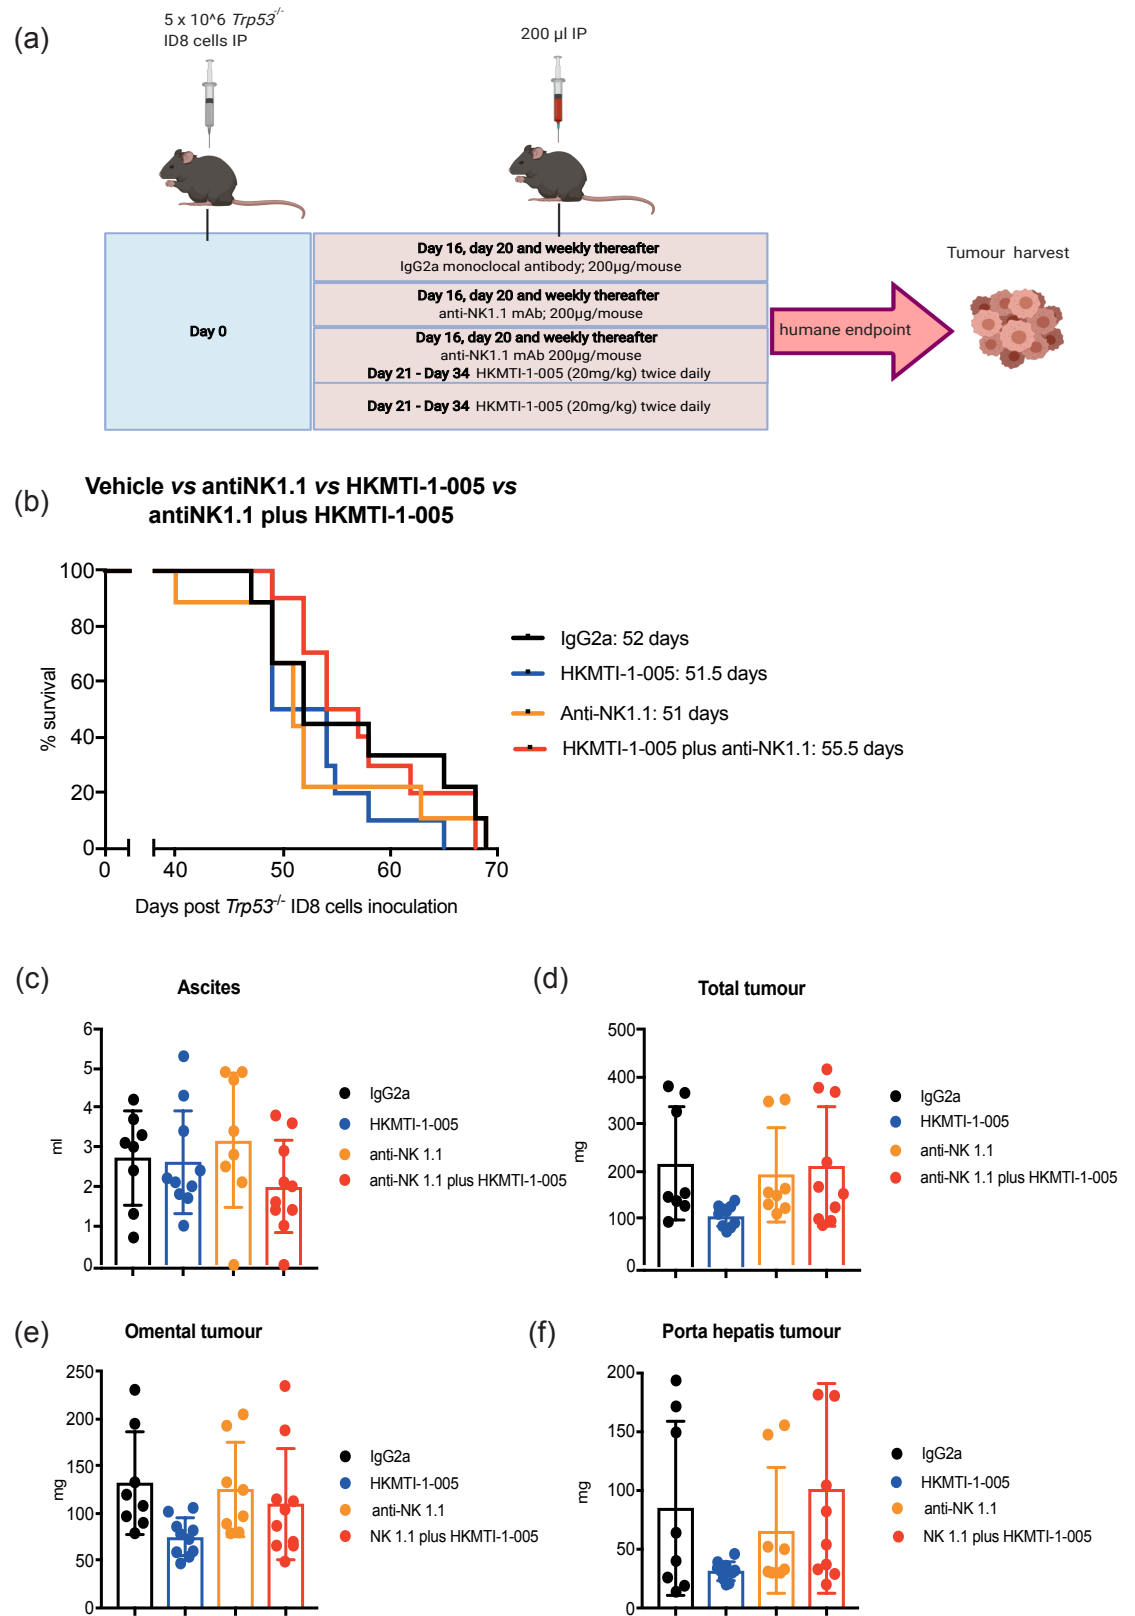 (a)
5 x 10^6 Trp53-/-
ID8 cells IP
200 µl IP
Day 0
Day 16, day 20 and weekly thereafter
IgG2a monoclocal antibody; 200µg/mouse
Day 16, day 20 and weekly thereafter
anti-NK1.1 mAb; 200µg/mouse
Day 16, day 20 and weekly thereafter
anti-NK1.1 mAb 200µg/mouse
Day 21 - Day 34 HKMTI-1-005 (20mg/kg) twice daily
Day 21 - Day 34 HKMTI-1-005 (20mg/kg) twice daily
humane endpoint
Tumour harvest
(b)
Vehicle vs antiNK1.1 vs HKMTI-1-005 vs
antiNK1.1 plus HKMTI-1-005
% survival
100
80
60
40
20
0
0 40 50 60 70
Days post Trp53-/- ID8 cells inoculation
IgG2a: 52 days
HKMTI-1-005: 51.5 days
Anti-NK1.1: 51 days
HKMTI-1-005 plus anti-NK1.1: 55.5 days
(c)
Ascites
ml
6
5
4
3
2
1
0
IgG2a
HKMTI-1-005
anti-NK 1.1
anti-NK 1.1 plus HKMTI-1-005
(d)
Total tumour
mg
500
400
300
200
100
0
IgG2a
HKMTI-1-005
anti-NK 1.1
anti-NK 1.1 plus HKMTI-1-005
(e)
Omental tumour
mg
250
200
150
100
50
0
IgG2a
HKMTI-1-005
anti-NK 1.1
NK 1.1 plus HKMTI-1-005
(f)
Porta hepatis tumour
mg
200
150
100
50
0
IgG2a
HKMTI-1-005
anti-NK 1.1
NK 1.1 plus HKMTI-1-005